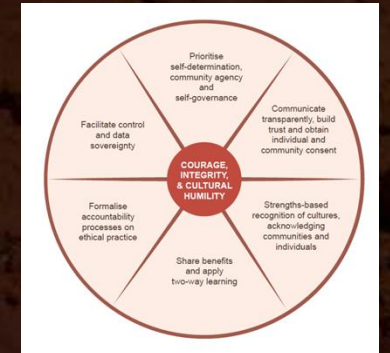 Prioritise
self-determination,
community agency
and
self-governance
Communicate
transparently, build
trust and obtain
individual and
community consent
Strengths-based
recognition of cultures,
acknowledging
communities and
individuals
Share benefits
and apply
two-way learning
Formalise
accountability
processes on
ethical practice
Facilitate control
and data
sovereignty
COURAGE,
INTEGRITY,
& CULTURAL
HUMILITY